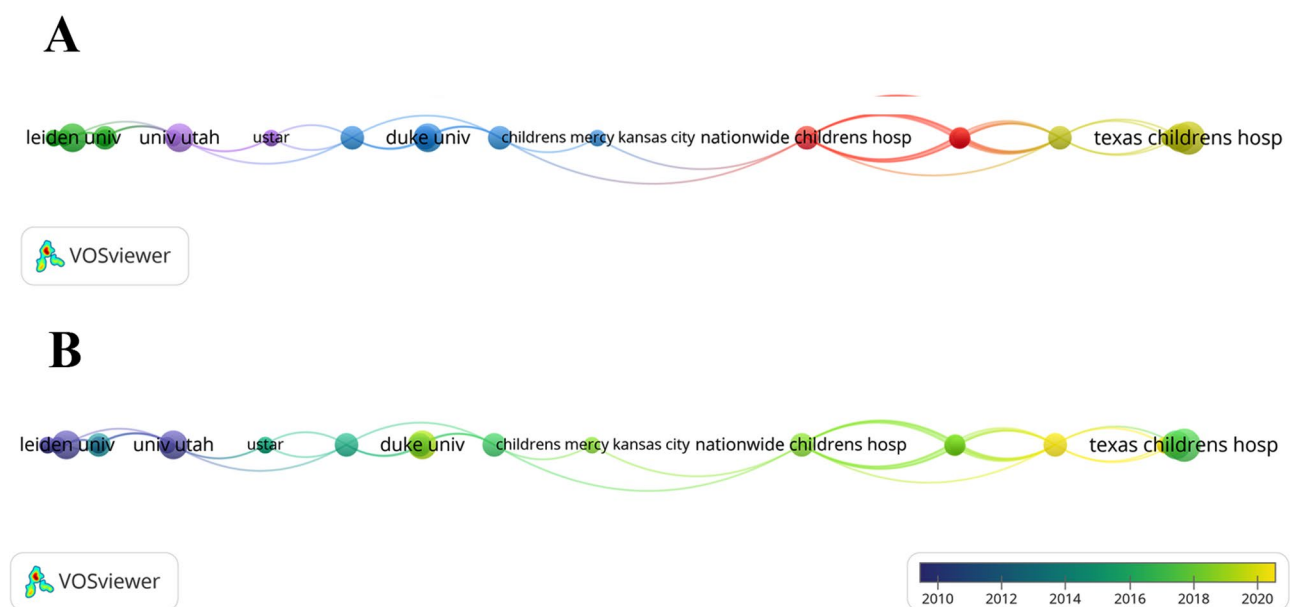 A
leiden univ univ utah ustar duke univ childrens mercy kansas city nationwide childrens hosp texas childrens hosp
VOSviewer
B
leiden univ univ utah ustar duke univ childrens mercy kansas city nationwide childrens hosp texas childrens hosp
VOSviewer
2010 2012 2014 2016 2018 2020